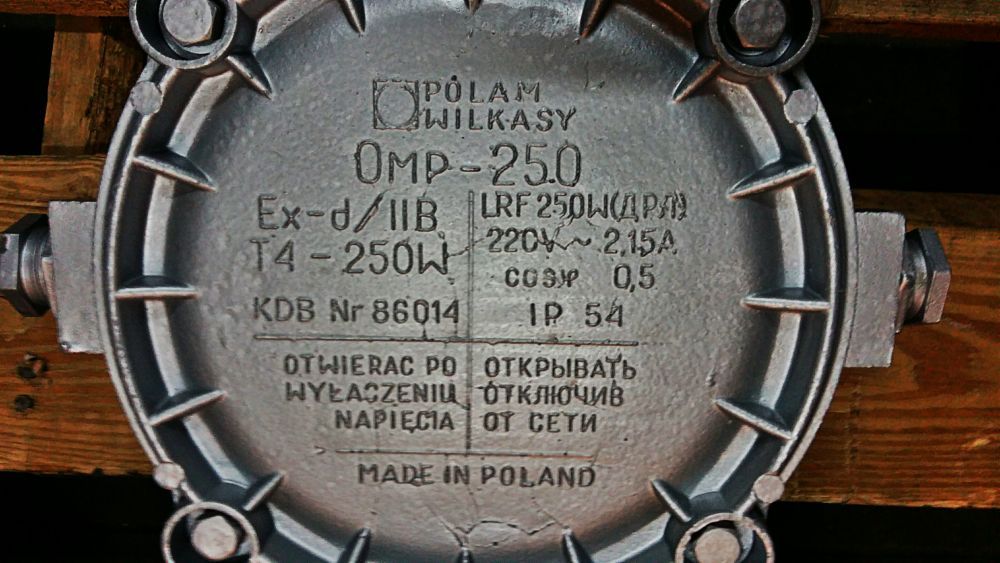 POLAM
WILKASY
OMP-250
Ex-d/IIB
T4-250W
KDB Nr 86014
LRF 250W(ДРЛ)
220V~ 2,15A
cosφ 0,5
IP 54
OTWIERAC PO
WYŁĄCZENIU
NAPIĘCIA
ОТКРЫВАТЬ
ОТКЛЮЧИВ
ОТ СЕТИ
MADE IN POLAND